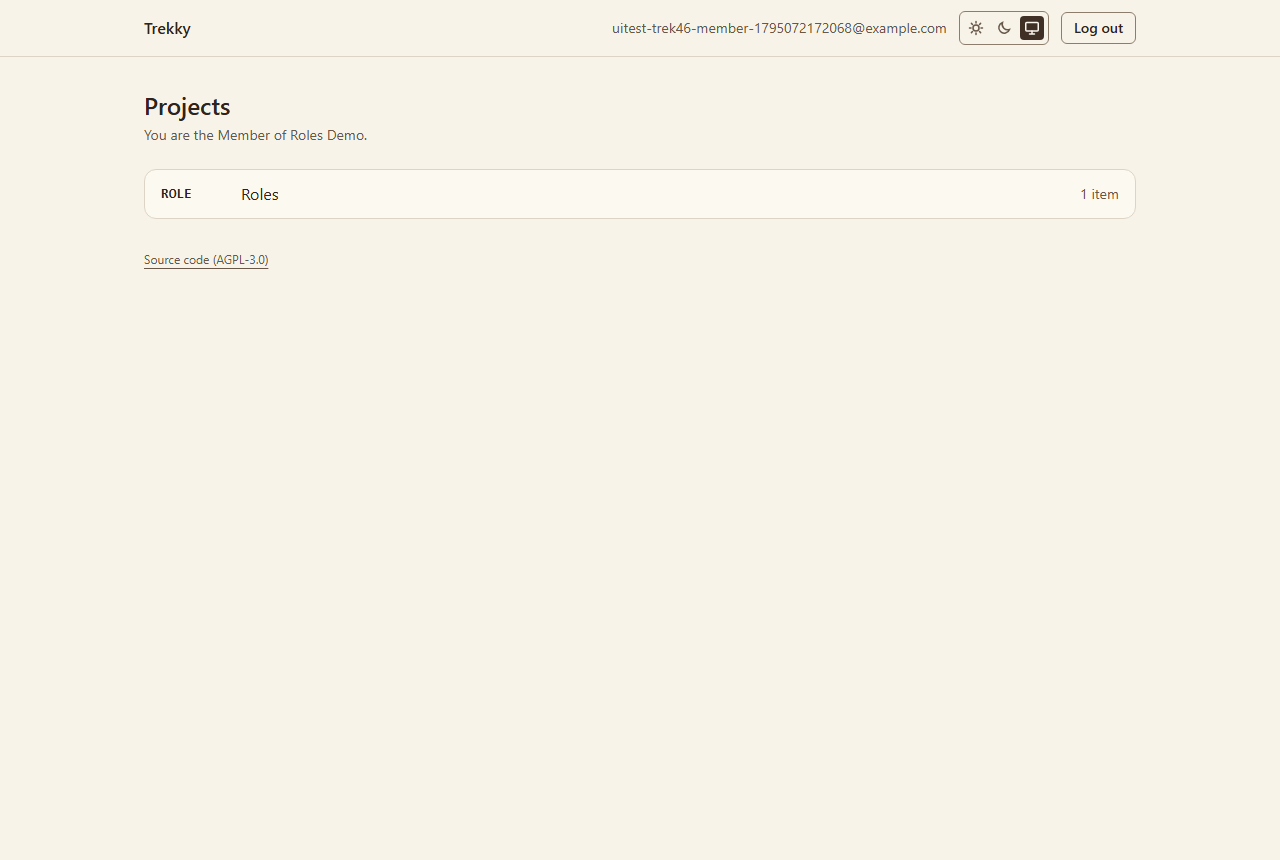 Trekky
uitest-trek46-member-1795072172068@example.com
Log out
Projects
You are the Member of Roles Demo.
ROLE Roles 1 item
Source code (AGPL-3.0)